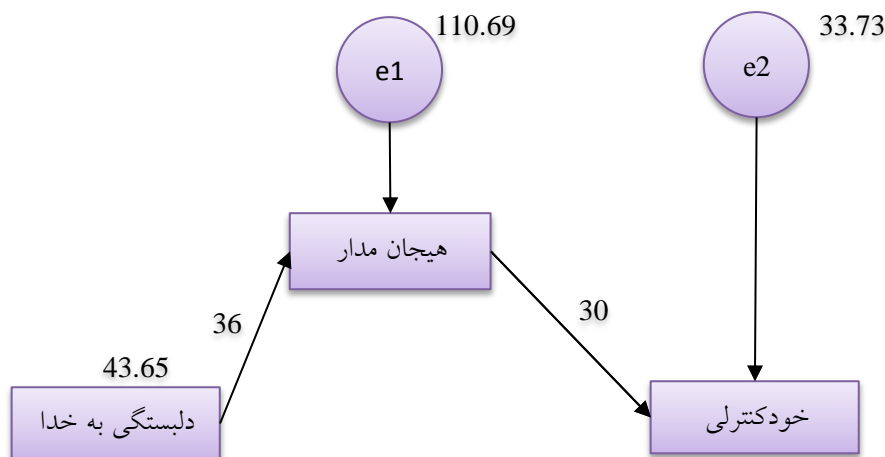 110.69
33.73
e1
e2
هیجان مدار
36
30
43.65
دلبستگی به خدا
خودکنترلی